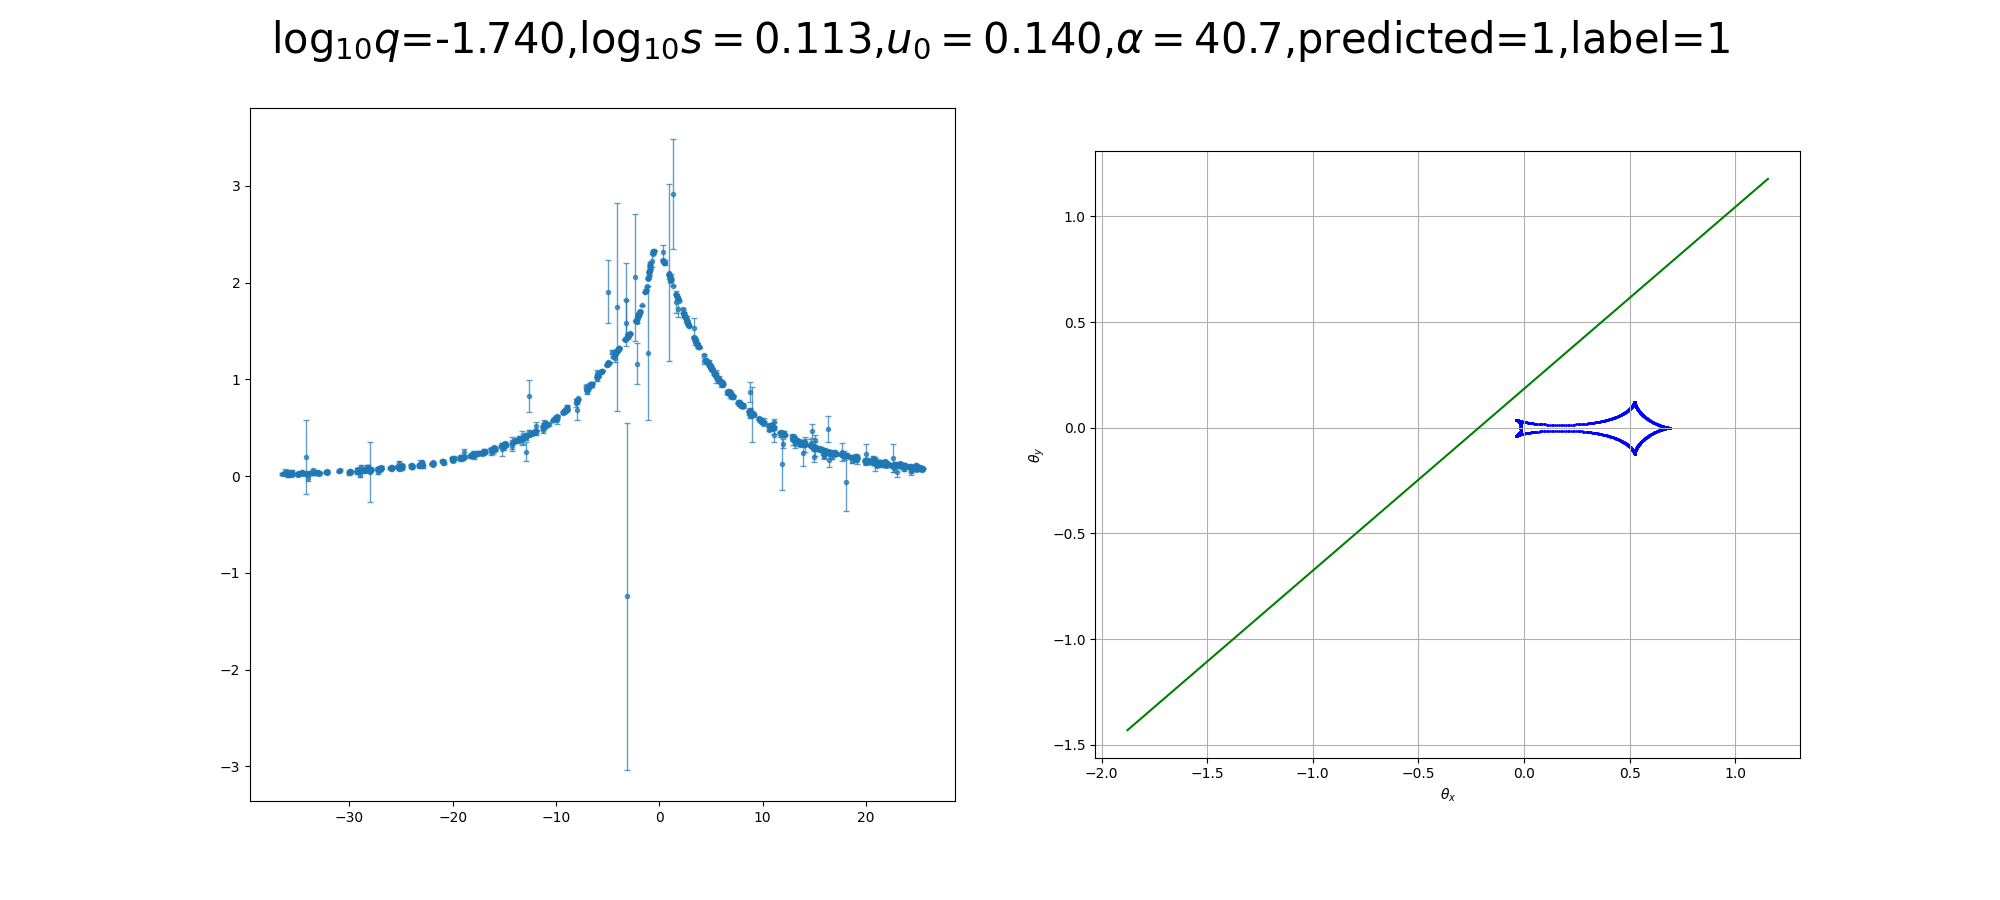 log₁₀q=-1.740,log₁₀s = 0.113,u₀ = 0.140,α = 40.7,predicted=1,label=1
3
2
1
0
−1
−2
−3
−30 −20 −10 0 10 20
1.0
0.5
0.0
−0.5
−1.0
−1.5
θy
−2.0 −1.5 −1.0 −0.5 0.0 0.5 1.0
θx